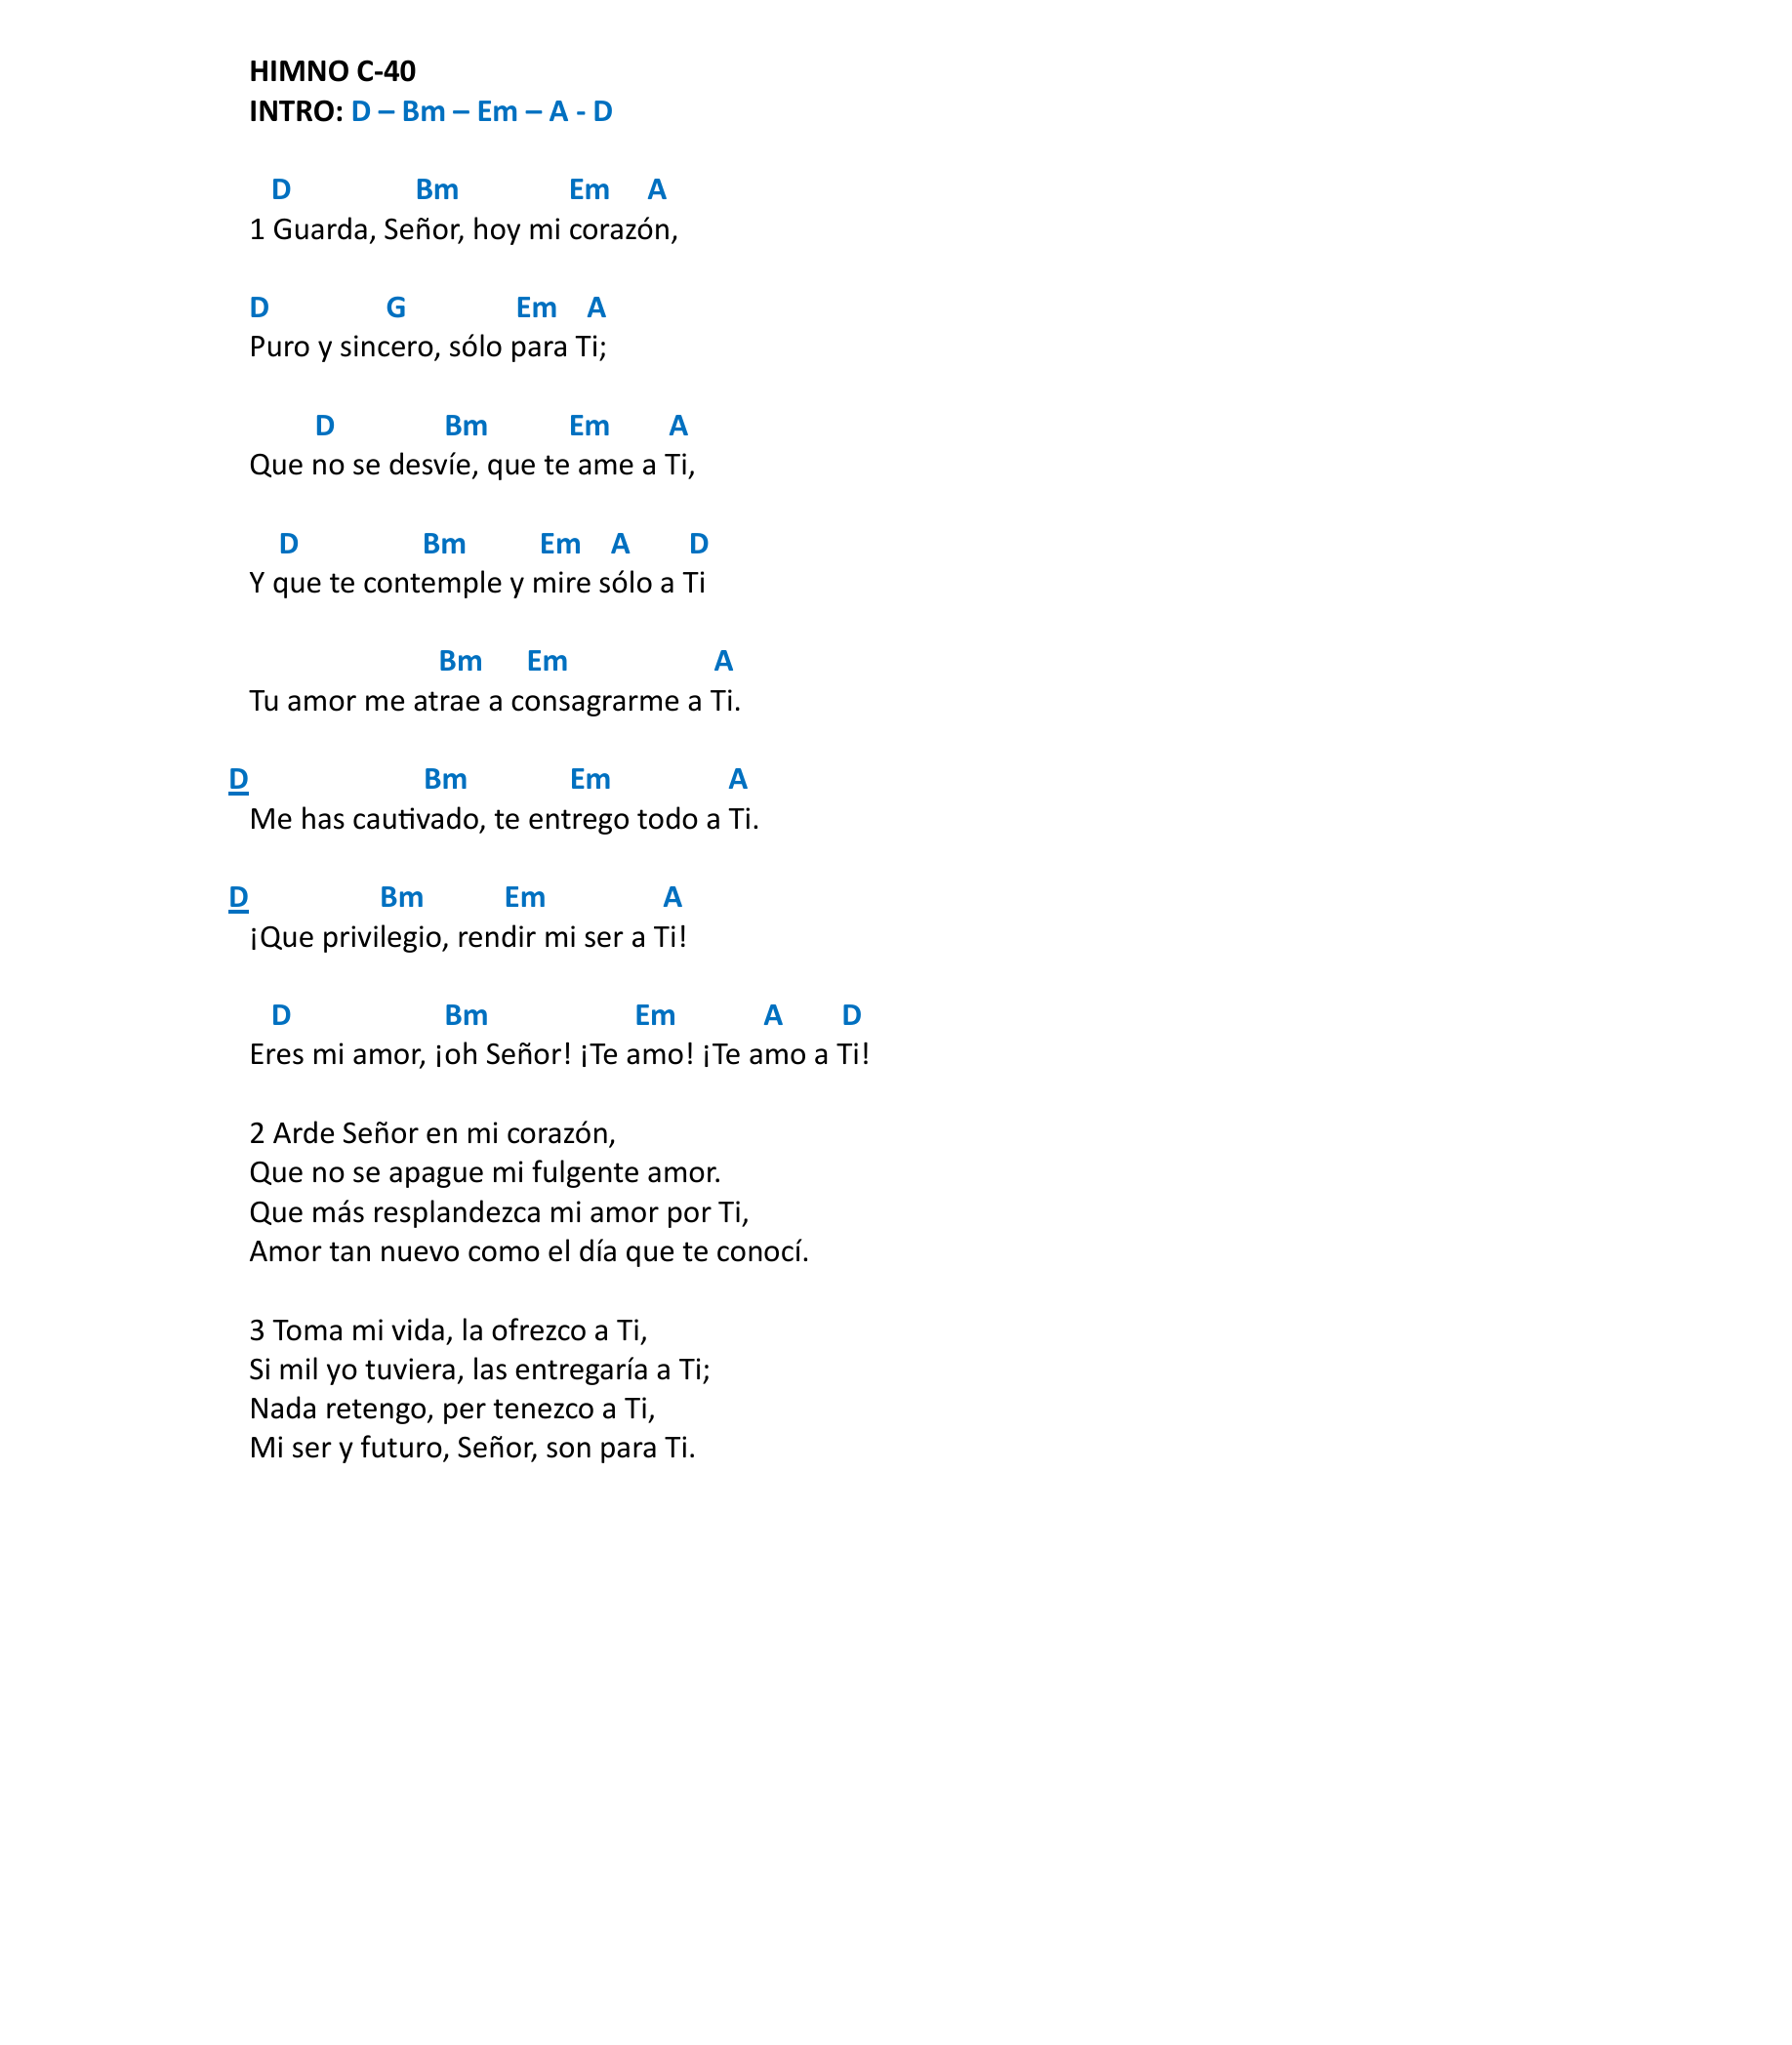 HIMNO C-40
INTRO: D – Bm – Em – A - D
D Bm Em A
1 Guarda, Señor, hoy mi corazón,
D G Em A
Puro y sincero, sólo para Ti;
D Bm Em A
Que no se desvíe, que te ame a Ti,
D Bm Em A D
Y que te contemple y mire sólo a Ti
Bm Em A
Tu amor me atrae a consagrarme a Ti.
D Bm Em A
Me has cautivado, te entrego todo a Ti.
D Bm Em A
¡Que privilegio, rendir mi ser a Ti!
D Bm Em A D
Eres mi amor, ¡oh Señor! ¡Te amo! ¡Te amo a Ti!
2 Arde Señor en mi corazón,
Que no se apague mi fulgente amor.
Que más resplandezca mi amor por Ti,
Amor tan nuevo como el día que te conocí.
3 Toma mi vida, la ofrezco a Ti,
Si mil yo tuviera, las entregaría a Ti;
Nada retengo, per tenezco a Ti,
Mi ser y futuro, Señor, son para Ti.